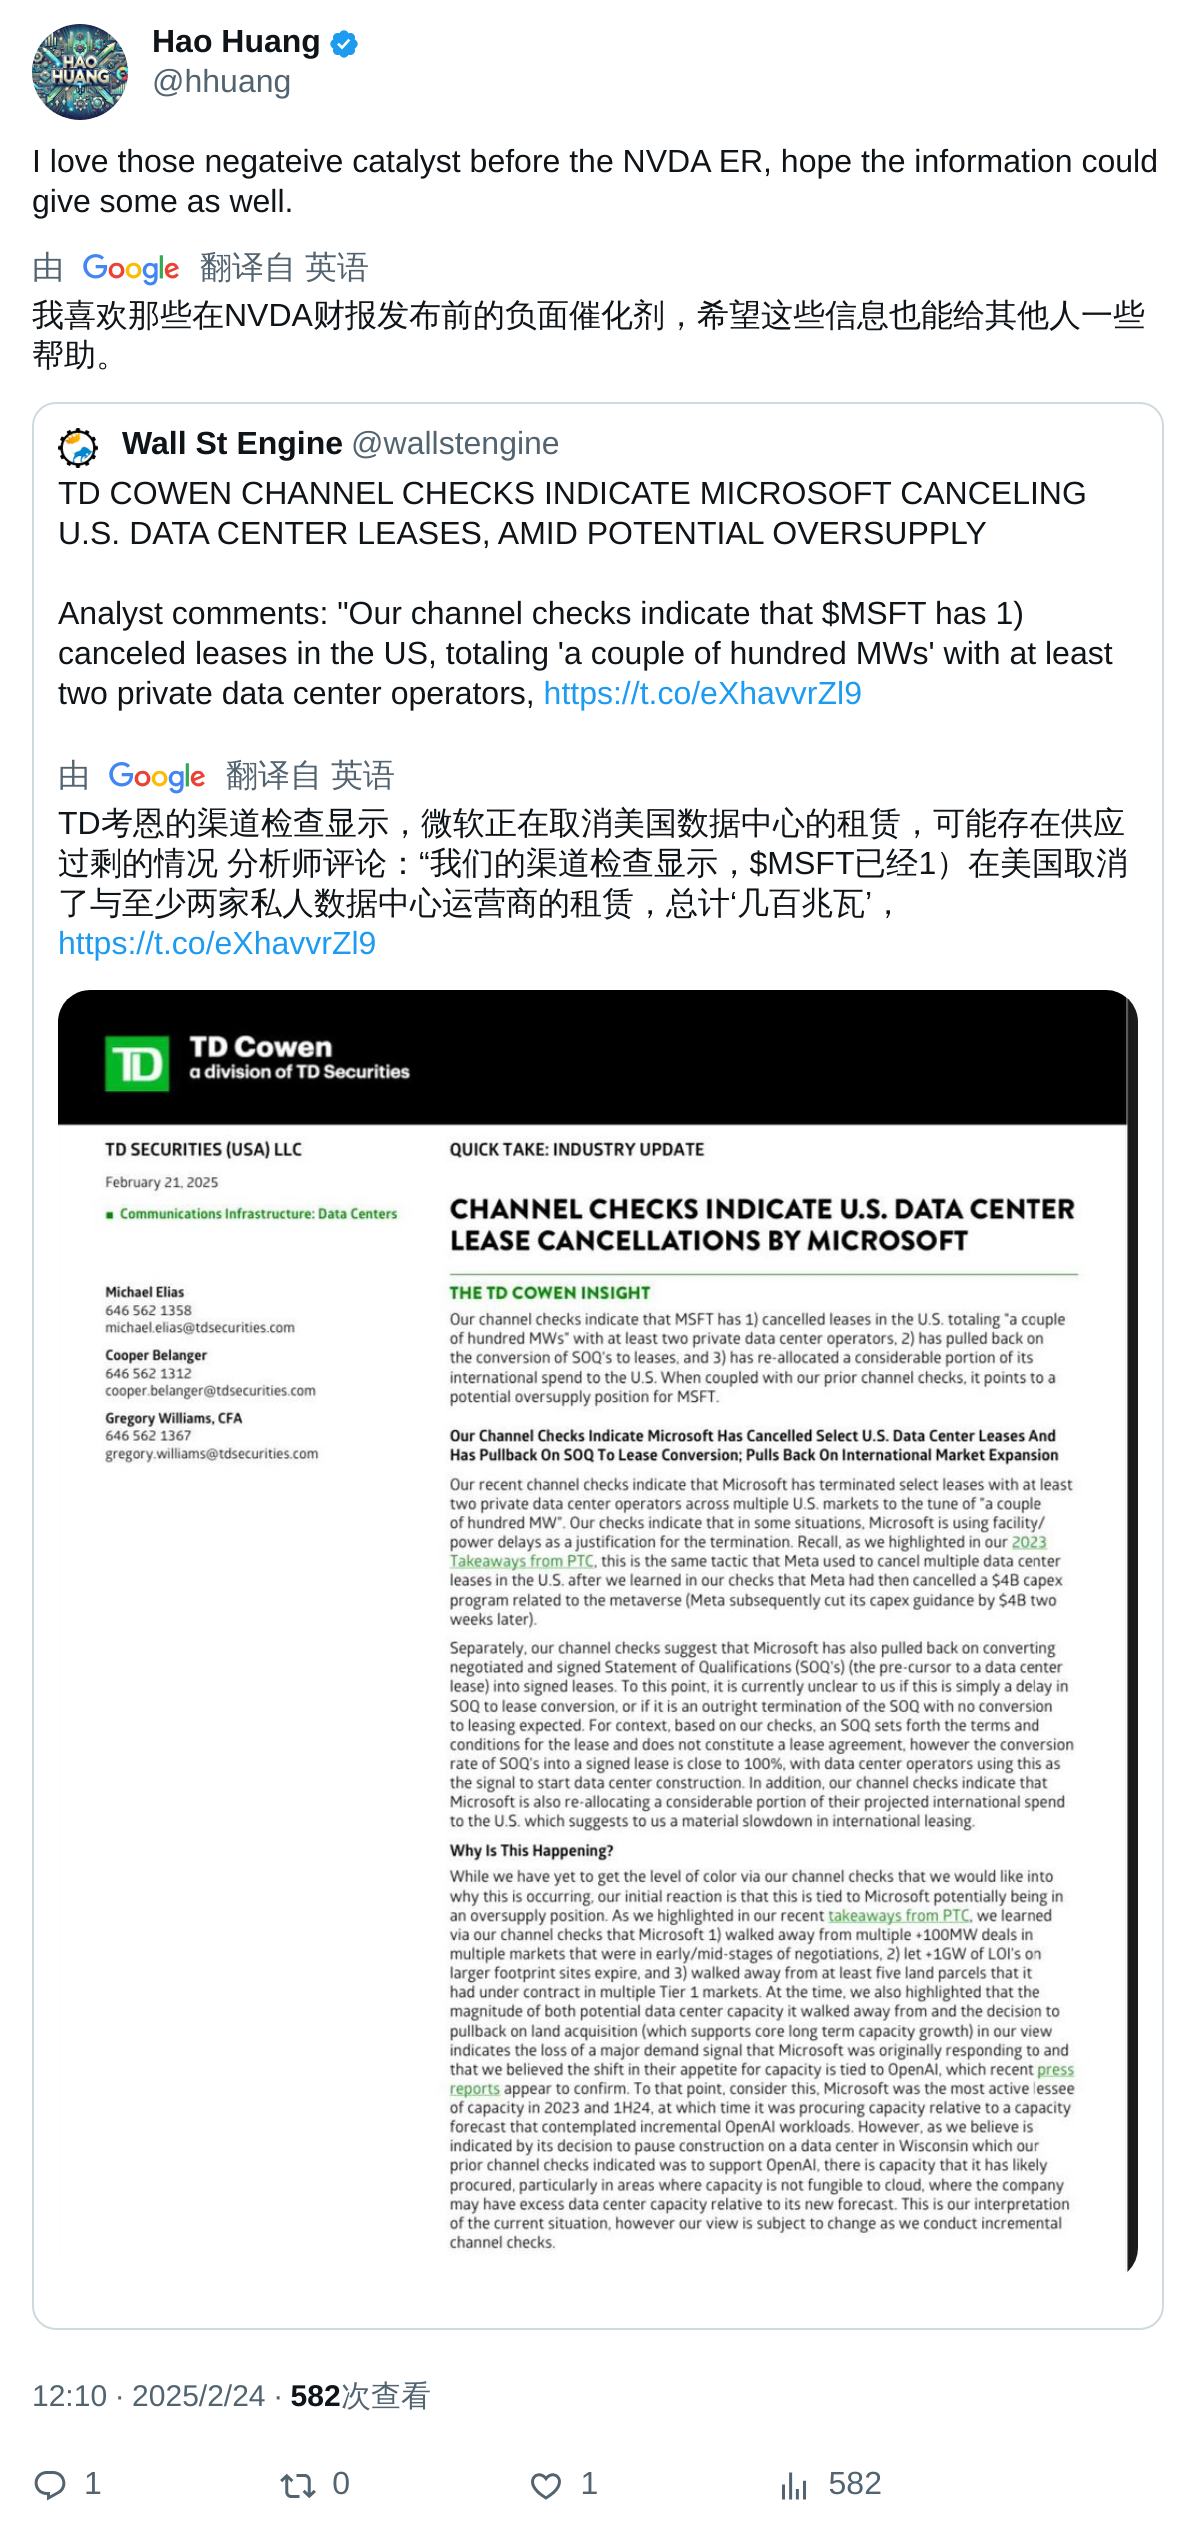 HAO
HUANG
Hao Huang
@hhuang
I love those negateive catalyst before the NVDA ER, hope the information could
give some as well.
由 Google 翻译自 英语
我喜欢那些在NVDA财报发布前的负面催化剂，希望这些信息也能给其他人一些
帮助。
Wall St Engine @wallstengine
TD COWEN CHANNEL CHECKS INDICATE MICROSOFT CANCELING
U.S. DATA CENTER LEASES, AMID POTENTIAL OVERSUPPLY
Analyst comments: "Our channel checks indicate that $MSFT has 1)
canceled leases in the US, totaling 'a couple of hundred MWs' with at least
two private data center operators, https://t.co/eXhavvrZl9
由 Google 翻译自 英语
TD考恩的渠道检查显示，微软正在取消美国数据中心的租赁，可能存在供应
过剩的情况 分析师评论：“我们的渠道检查显示，$MSFT已经1）在美国取消
了与至少两家私人数据中心运营商的租赁，总计‘几百兆瓦’，
https://t.co/eXhavvrZl9
TD
TD Cowen
a division of TD Securities
TD SECURITIES (USA) LLC
February 21, 2025
■ Communications Infrastructure: Data Centers
Michael Elias
646 562 1358
michael.elias@tdsecurities.com
Cooper Belanger
646 562 1312
cooper.belanger@tdsecurities.com
Gregory Williams, CFA
646 562 1367
gregory.williams@tdsecurities.com
QUICK TAKE: INDUSTRY UPDATE
CHANNEL CHECKS INDICATE U.S. DATA CENTER
LEASE CANCELLATIONS BY MICROSOFT
THE TD COWEN INSIGHT
Our channel checks indicate that MSFT has 1) cancelled leases in the U.S. totaling "a couple
of hundred MWs" with at least two private data center operators, 2) has pulled back on
the conversion of SOQ's to leases, and 3) has re-allocated a considerable portion of its
international spend to the U.S. When coupled with our prior channel checks, it points to a
potential oversupply position for MSFT.
Our Channel Checks Indicate Microsoft Has Cancelled Select U.S. Data Center Leases And
Has Pullback On SOQ To Lease Conversion; Pulls Back On International Market Expansion
Our recent channel checks indicate that Microsoft has terminated select leases with at least
two private data center operators across multiple U.S. markets to the tune of "a couple
of hundred MW". Our checks indicate that in some situations, Microsoft is using facility/
power delays as a justification for the termination. Recall, as we highlighted in our 2023
Takeaways from PTC, this is the same tactic that Meta used to cancel multiple data center
leases in the U.S. after we learned in our checks that Meta had then cancelled a $4B capex
program related to the metaverse (Meta subsequently cut its capex guidance by $4B two
weeks later).
Separately, our channel checks suggest that Microsoft has also pulled back on converting
negotiated and signed Statement of Qualifications (SOQ's) (the pre-cursor to a data center
lease) into signed leases. To this point, it is currently unclear to us if this is simply a delay in
SOQ to lease conversion, or if it is an outright termination of the SOQ with no conversion
to leasing expected. For context, based on our checks, an SOQ sets forth the terms and
conditions for the lease and does not constitute a lease agreement, however the conversion
rate of SOQ's into a signed lease is close to 100%, with data center operators using this as
the signal to start data center construction. In addition, our channel checks indicate that
Microsoft is also re-allocating a considerable portion of their projected international spend
to the U.S. which suggests to us a material slowdown in international leasing.
Why Is This Happening?
While we have yet to get the level of color via our channel checks that we would like into
why this is occurring, our initial reaction is that this is tied to Microsoft potentially being in
an oversupply position. As we highlighted in our recent takeaways from PTC, we learned
via our channel checks that Microsoft 1) walked away from multiple +100MW deals in
multiple markets that were in early/mid-stages of negotiations, 2) let +1GW of LOI's on
larger footprint sites expire, and 3) walked away from at least five land parcels that it
had under contract in multiple Tier 1 markets. At the time, we also highlighted that the
magnitude of both potential data center capacity it walked away from and the decision to
pullback on land acquisition (which supports core long term capacity growth) in our view
indicates the loss of a major demand signal that Microsoft was originally responding to and
that we believed the shift in their appetite for capacity is tied to OpenAI, which recent press
reports appear to confirm. To that point, consider this, Microsoft was the most active lessee
of capacity in 2023 and 1H24, at which time it was procuring capacity relative to a capacity
forecast that contemplated incremental OpenAI workloads. However, as we believe is
indicated by its decision to pause construction on a data center in Wisconsin which our
prior channel checks indicated was to support OpenAI, there is capacity that it has likely
procured, particularly in areas where capacity is not fungible to cloud, where the company
may have excess data center capacity relative to its new forecast. This is our interpretation
of the current situation, however our view is subject to change as we conduct incremental
channel checks.
12:10 · 2025/2/24 · 582次查看
1
0
1
582